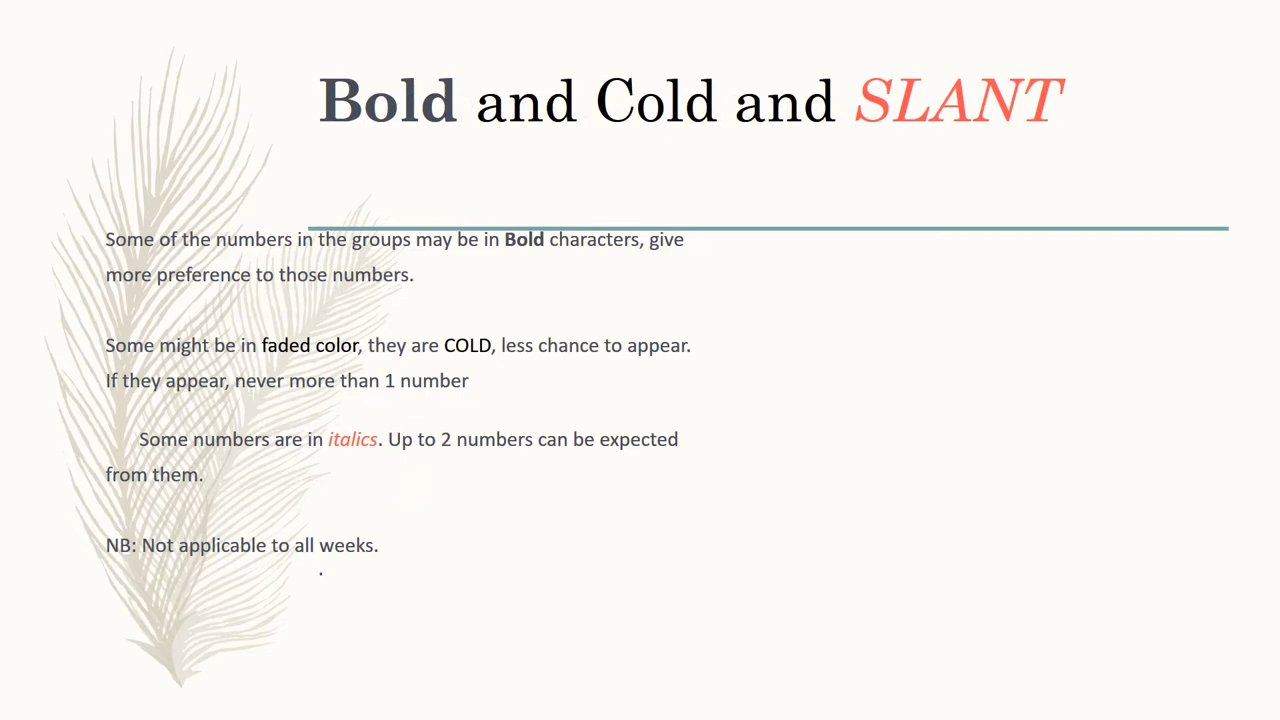 Bold and Cold and SLANT
Some of the numbers in the groups may be in Bold characters, give
more preference to those numbers.
Some might be in faded color, they are COLD, less chance to appear.
If they appear, never more than 1 number
Some numbers are in italics. Up to 2 numbers can be expected
from them.
NB: Not applicable to all weeks.
.